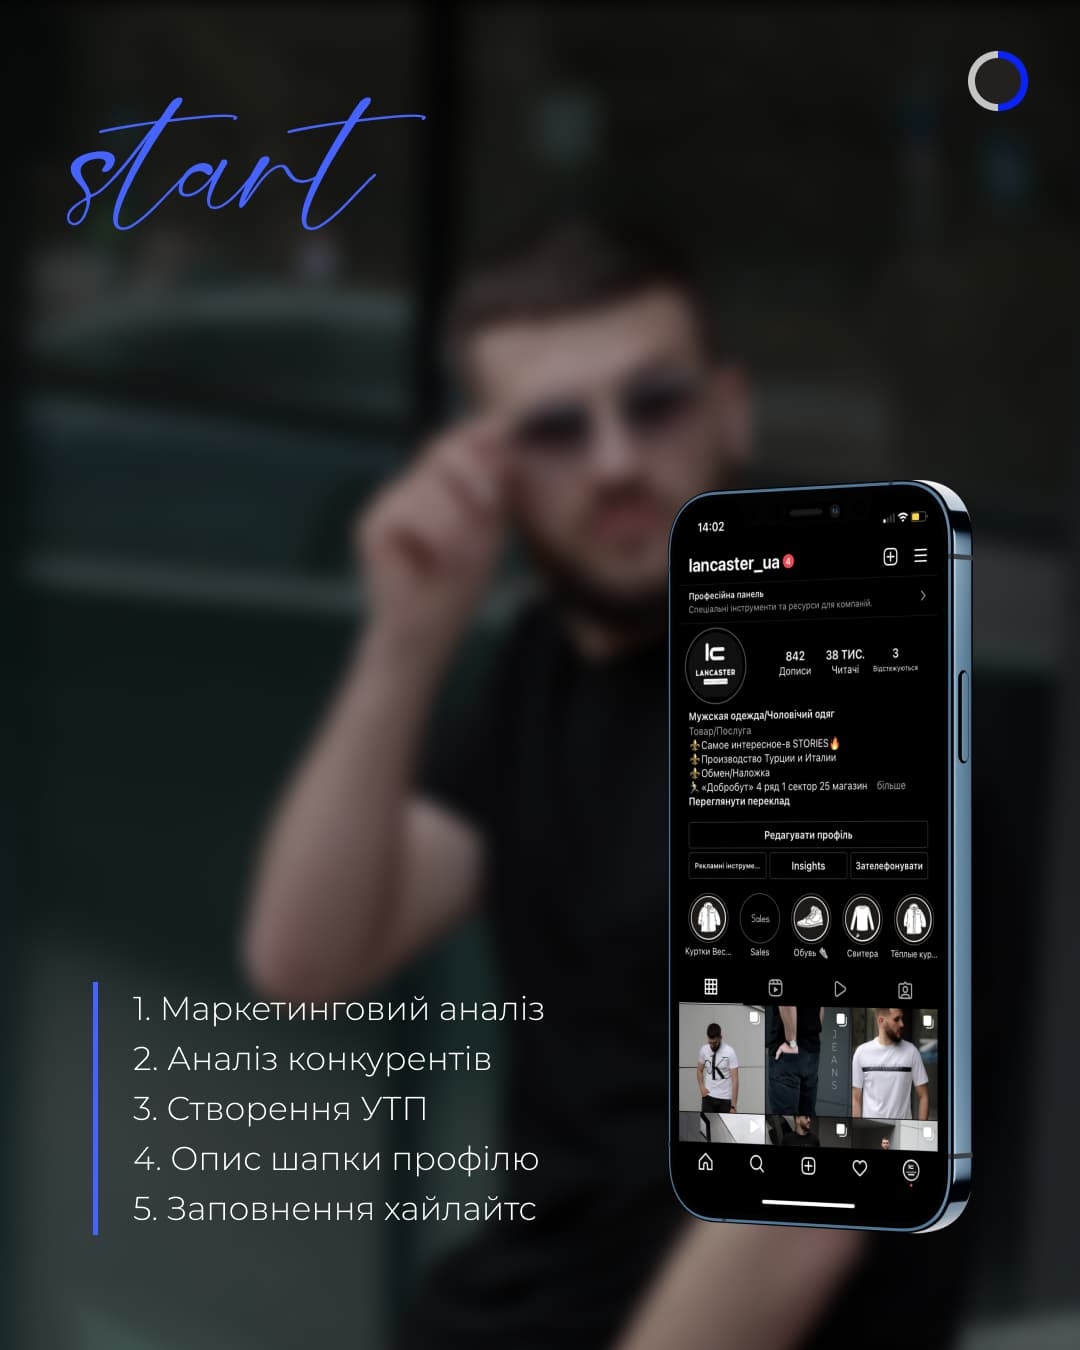 start
14:02
lancaster_ua 4
Професійна панель
Спеціальні інструменти та ресурси для компаній.
LANCASTER
842 38 ТИС. 3
Дописи Читачі Відстежуються
Мужская одежда/Чоловічий одяг
Товар/Послуга
⚜️Самое интересное-в STORIES🔥
⚜️Производство Турции и Италии
⚜️Обмен/Наложка
🏃«Добробут» 4 ряд 1 сектор 25 магазин більше
Переглянути переклад
Редагувати профіль
Рекламні інструме... Insights Зателефонувати
Sales
Куртки Вес... Sales Обувь Свитера Тёплые кур...
CK
JEANS
1. Маркетинговий аналіз
2. Аналіз конкурентів
3. Створення УТП
4. Опис шапки профілю
5. Заповнення хайлайтс